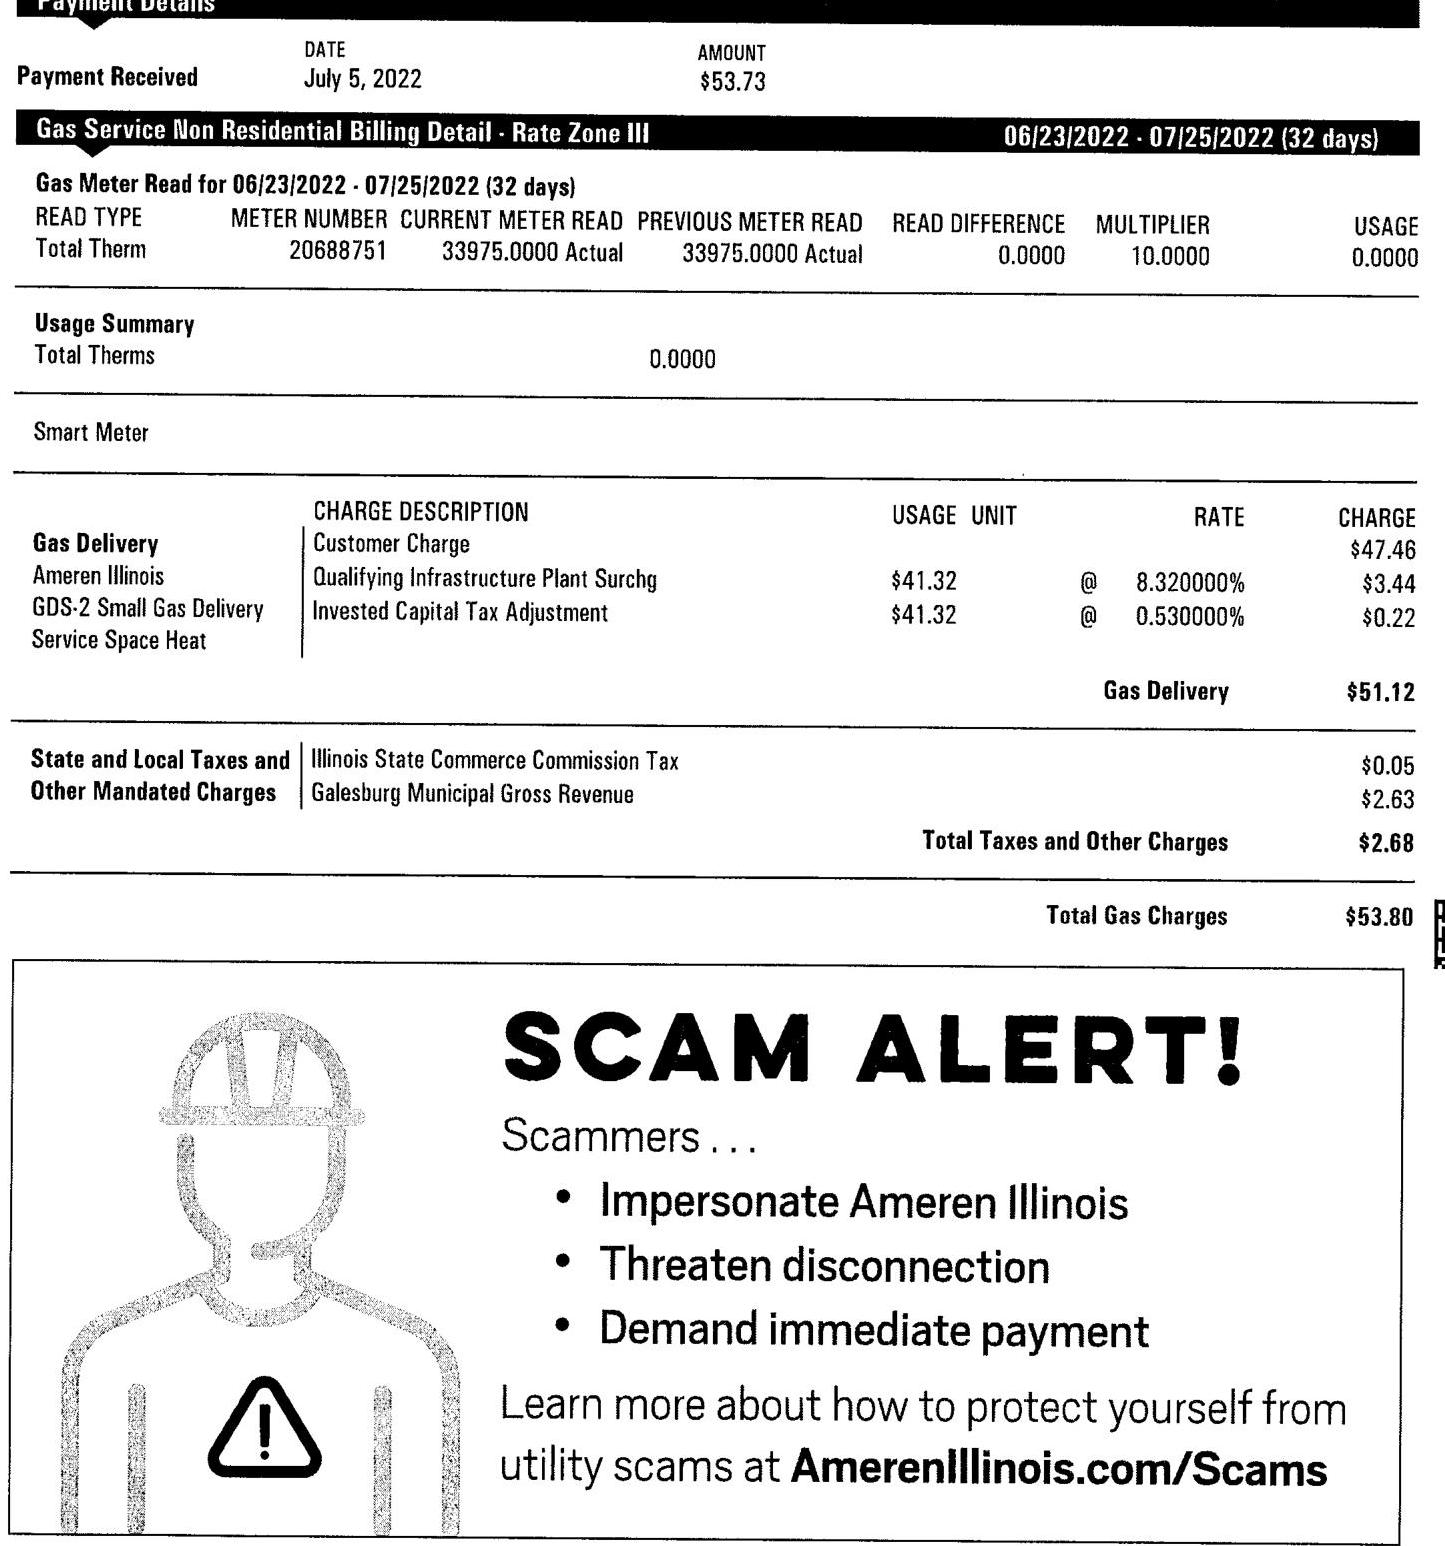 Payment Details
DATE AMOUNT
Payment Received July 5, 2022 $53.73
Gas Service Non Residential Billing Detail - Rate Zone III 06/23/2022 - 07/25/2022 (32 days)
Gas Meter Read for 06/23/2022 - 07/25/2022 (32 days)
READ TYPE METER NUMBER CURRENT METER READ PREVIOUS METER READ READ DIFFERENCE MULTIPLIER USAGE
Total Therm 20688751 33975.0000 Actual 33975.0000 Actual 0.0000 10.0000 0.0000
Usage Summary
Total Therms 0.0000
Smart Meter
CHARGE DESCRIPTION USAGE UNIT RATE CHARGE
Gas Delivery Customer Charge $47.46
Ameren Illinois Qualifying Infrastructure Plant Surchg $41.32 @ 8.320000% $3.44
GDS-2 Small Gas Delivery Invested Capital Tax Adjustment $41.32 @ 0.530000% $0.22
Service Space Heat
Gas Delivery $51.12
State and Local Taxes and Illinois State Commerce Commission Tax $0.05
Other Mandated Charges Galesburg Municipal Gross Revenue $2.63
Total Taxes and Other Charges $2.68
Total Gas Charges $53.80
SCAM ALERT!
Scammers . . .
• Impersonate Ameren Illinois
• Threaten disconnection
• Demand immediate payment
Learn more about how to protect yourself from
utility scams at AmerenIllinois.com/Scams